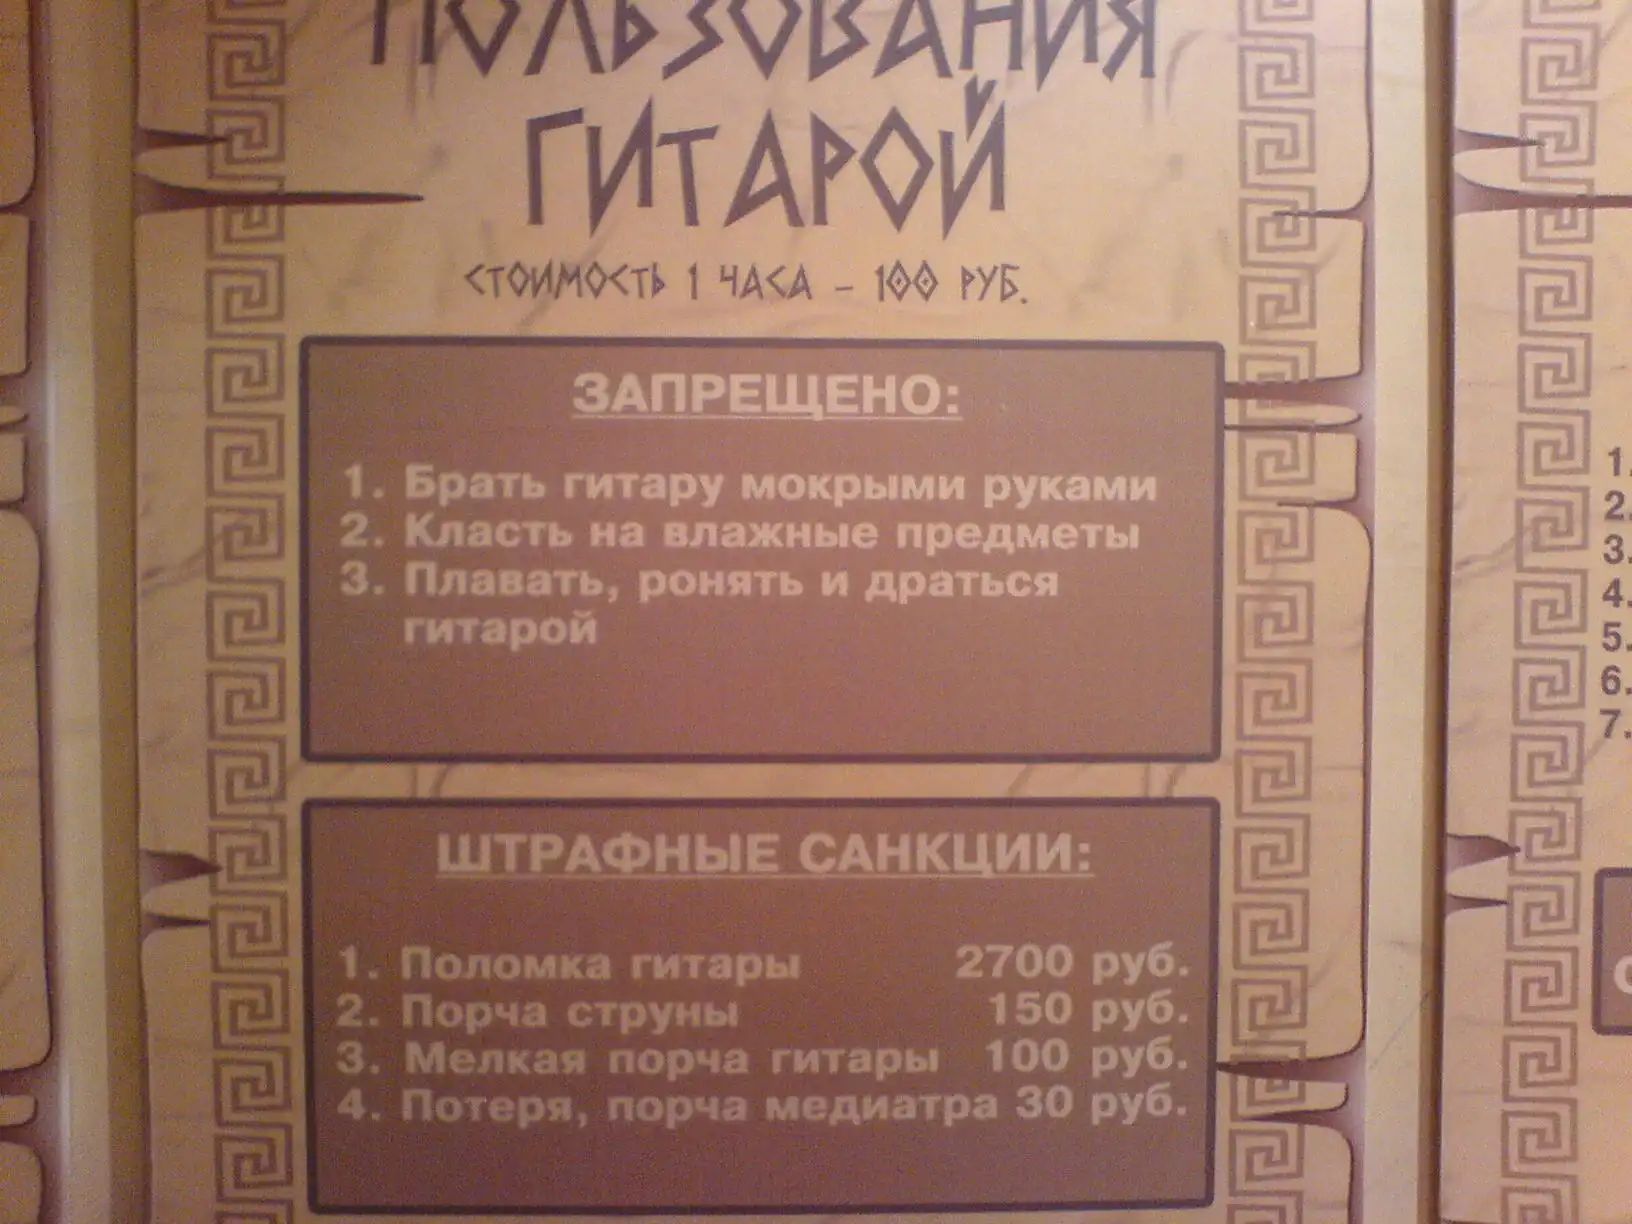 ПОЛЬЗОВАНИЯ
ГИТАРОЙ
СТОИМОСТЬ 1 ЧАСА – 100 РУБ.
ЗАПРЕЩЕНО:
1. Брать гитару мокрыми руками
2. Класть на влажные предметы
3. Плавать, ронять и драться
гитарой
ШТРАФНЫЕ САНКЦИИ:
1. Поломка гитары 2700 руб.
2. Порча струны 150 руб.
3. Мелкая порча гитары 100 руб.
4. Потеря, порча медиатра 30 руб.
1.
2.
3.
4.
5.
6.
7.